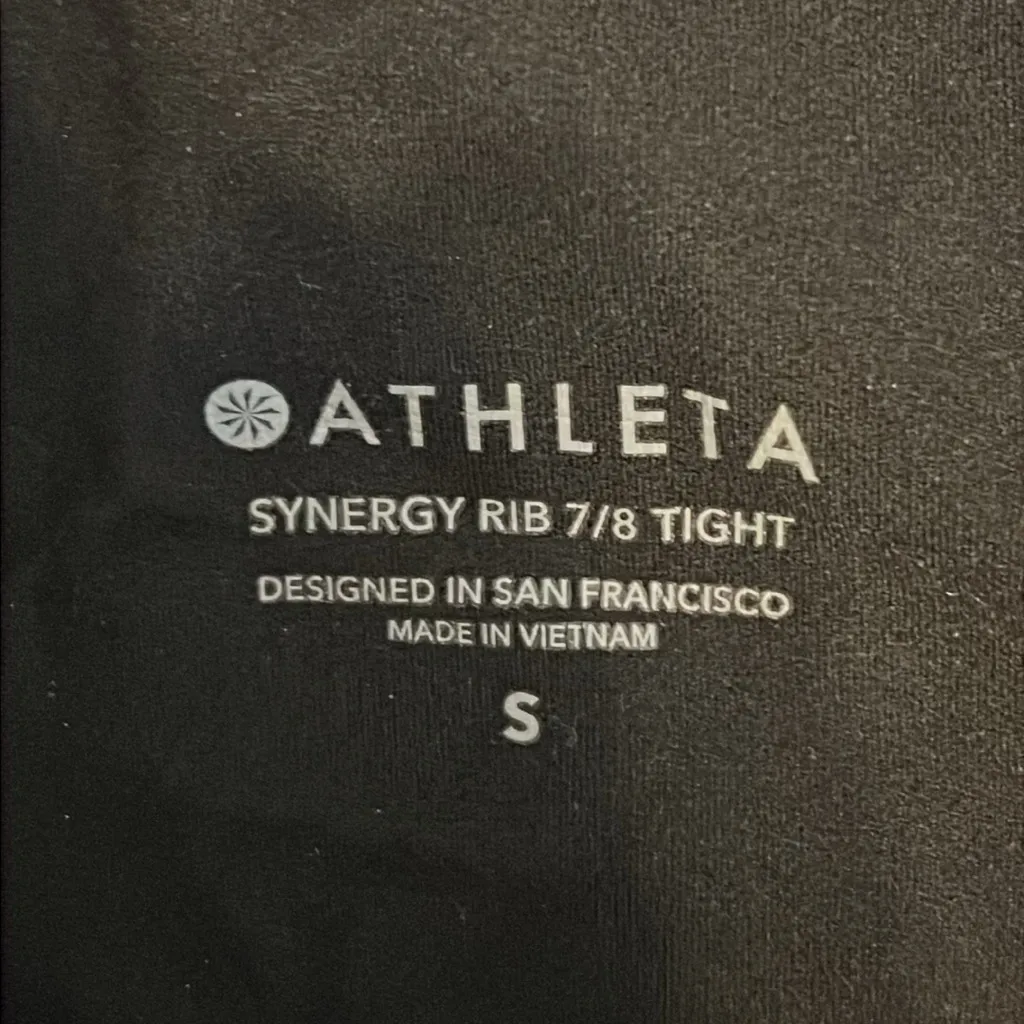 ATHLETA
SYNERGY RIB 7/8 TIGHT
DESIGNED IN SAN FRANCISCO
MADE IN VIETNAM
S